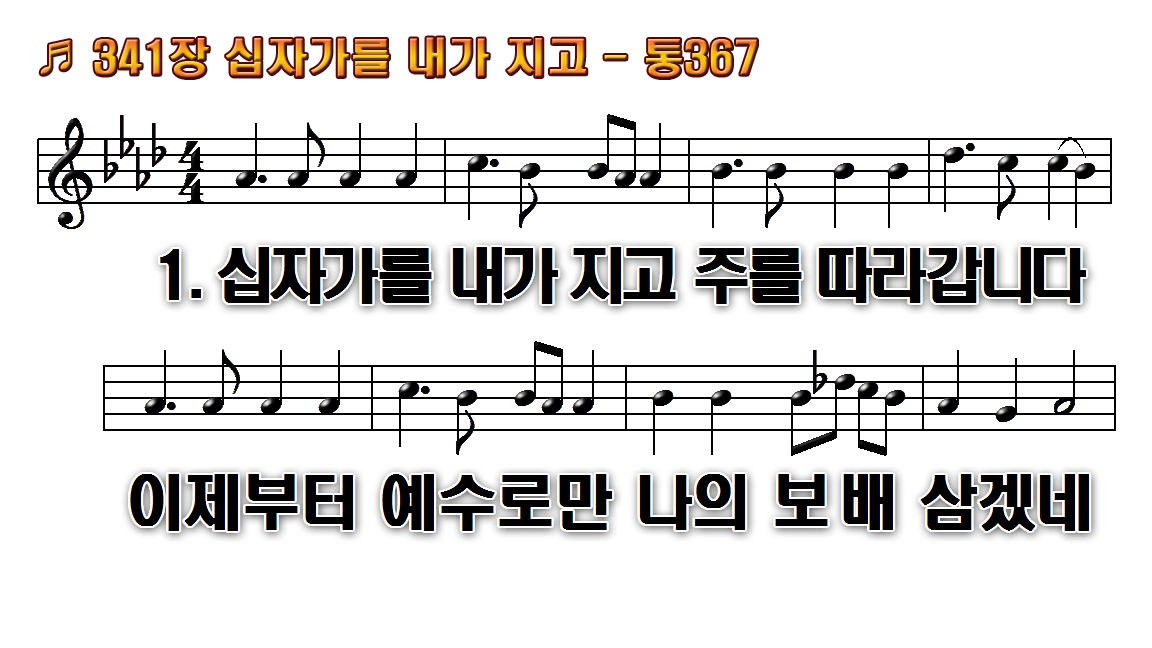 ♬ 341장 십자가를 내가 지고 - 통367
1. 십자가를 내가 지고 주를 따라갑니다
이제부터 예수로만 나의 보배 삼겠네